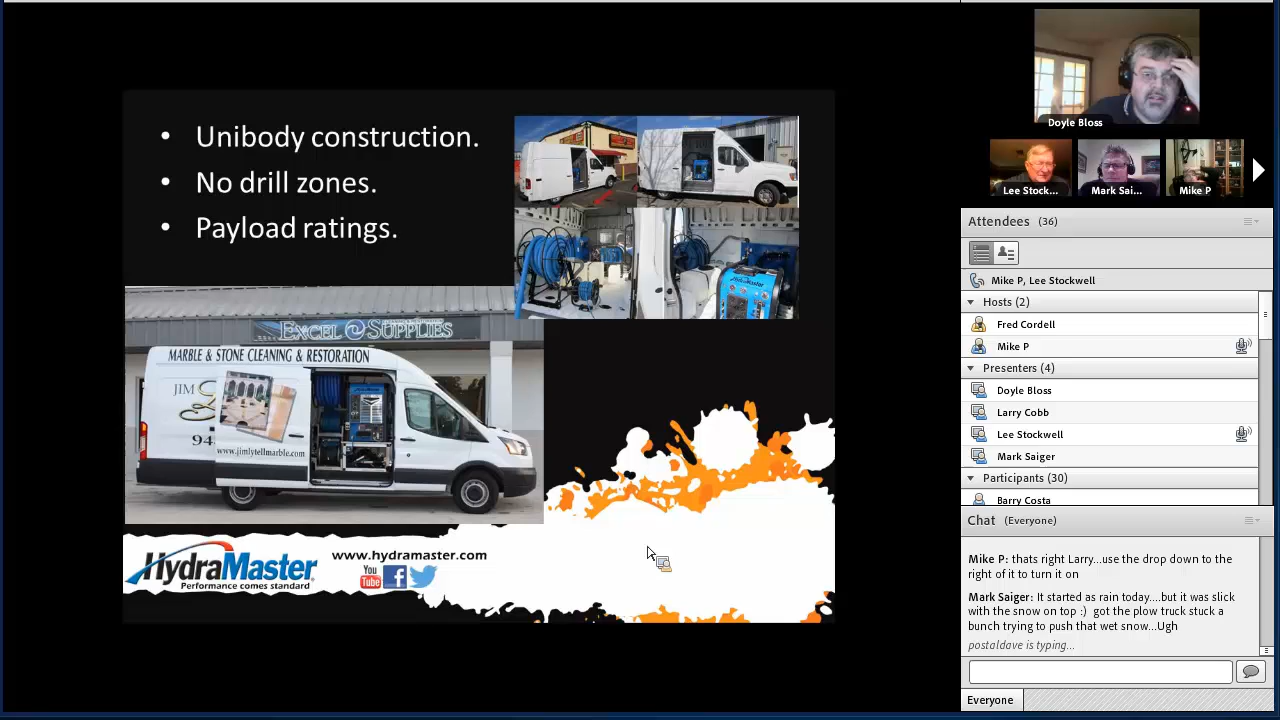 • Unibody construction.
• No drill zones.
• Payload ratings.
HydraMaster
EXCEL SUPPLIES
MARBLE & STONE CLEANING & RESTORATION
JIM
94
www.jimlytellmarble.com
HydraMaster
Performance comes standard
www.hydramaster.com
You Tube
Doyle Bloss
Lee Stock...
Mark Sai...
Mike P
Attendees (36)
Mike P, Lee Stockwell
Hosts (2)
Fred Cordell
Mike P
Presenters (4)
Doyle Bloss
Larry Cobb
Lee Stockwell
Mark Saiger
Participants (30)
Barry Costa
Chat (Everyone)
Mike P: thats right Larry...use the drop down to the
right of it to turn it on
Mark Saiger: It started as rain today....but it was slick
with the snow on top :) got the plow truck stuck a
bunch trying to push that wet snow...Ugh
postaldave is typing...
Everyone